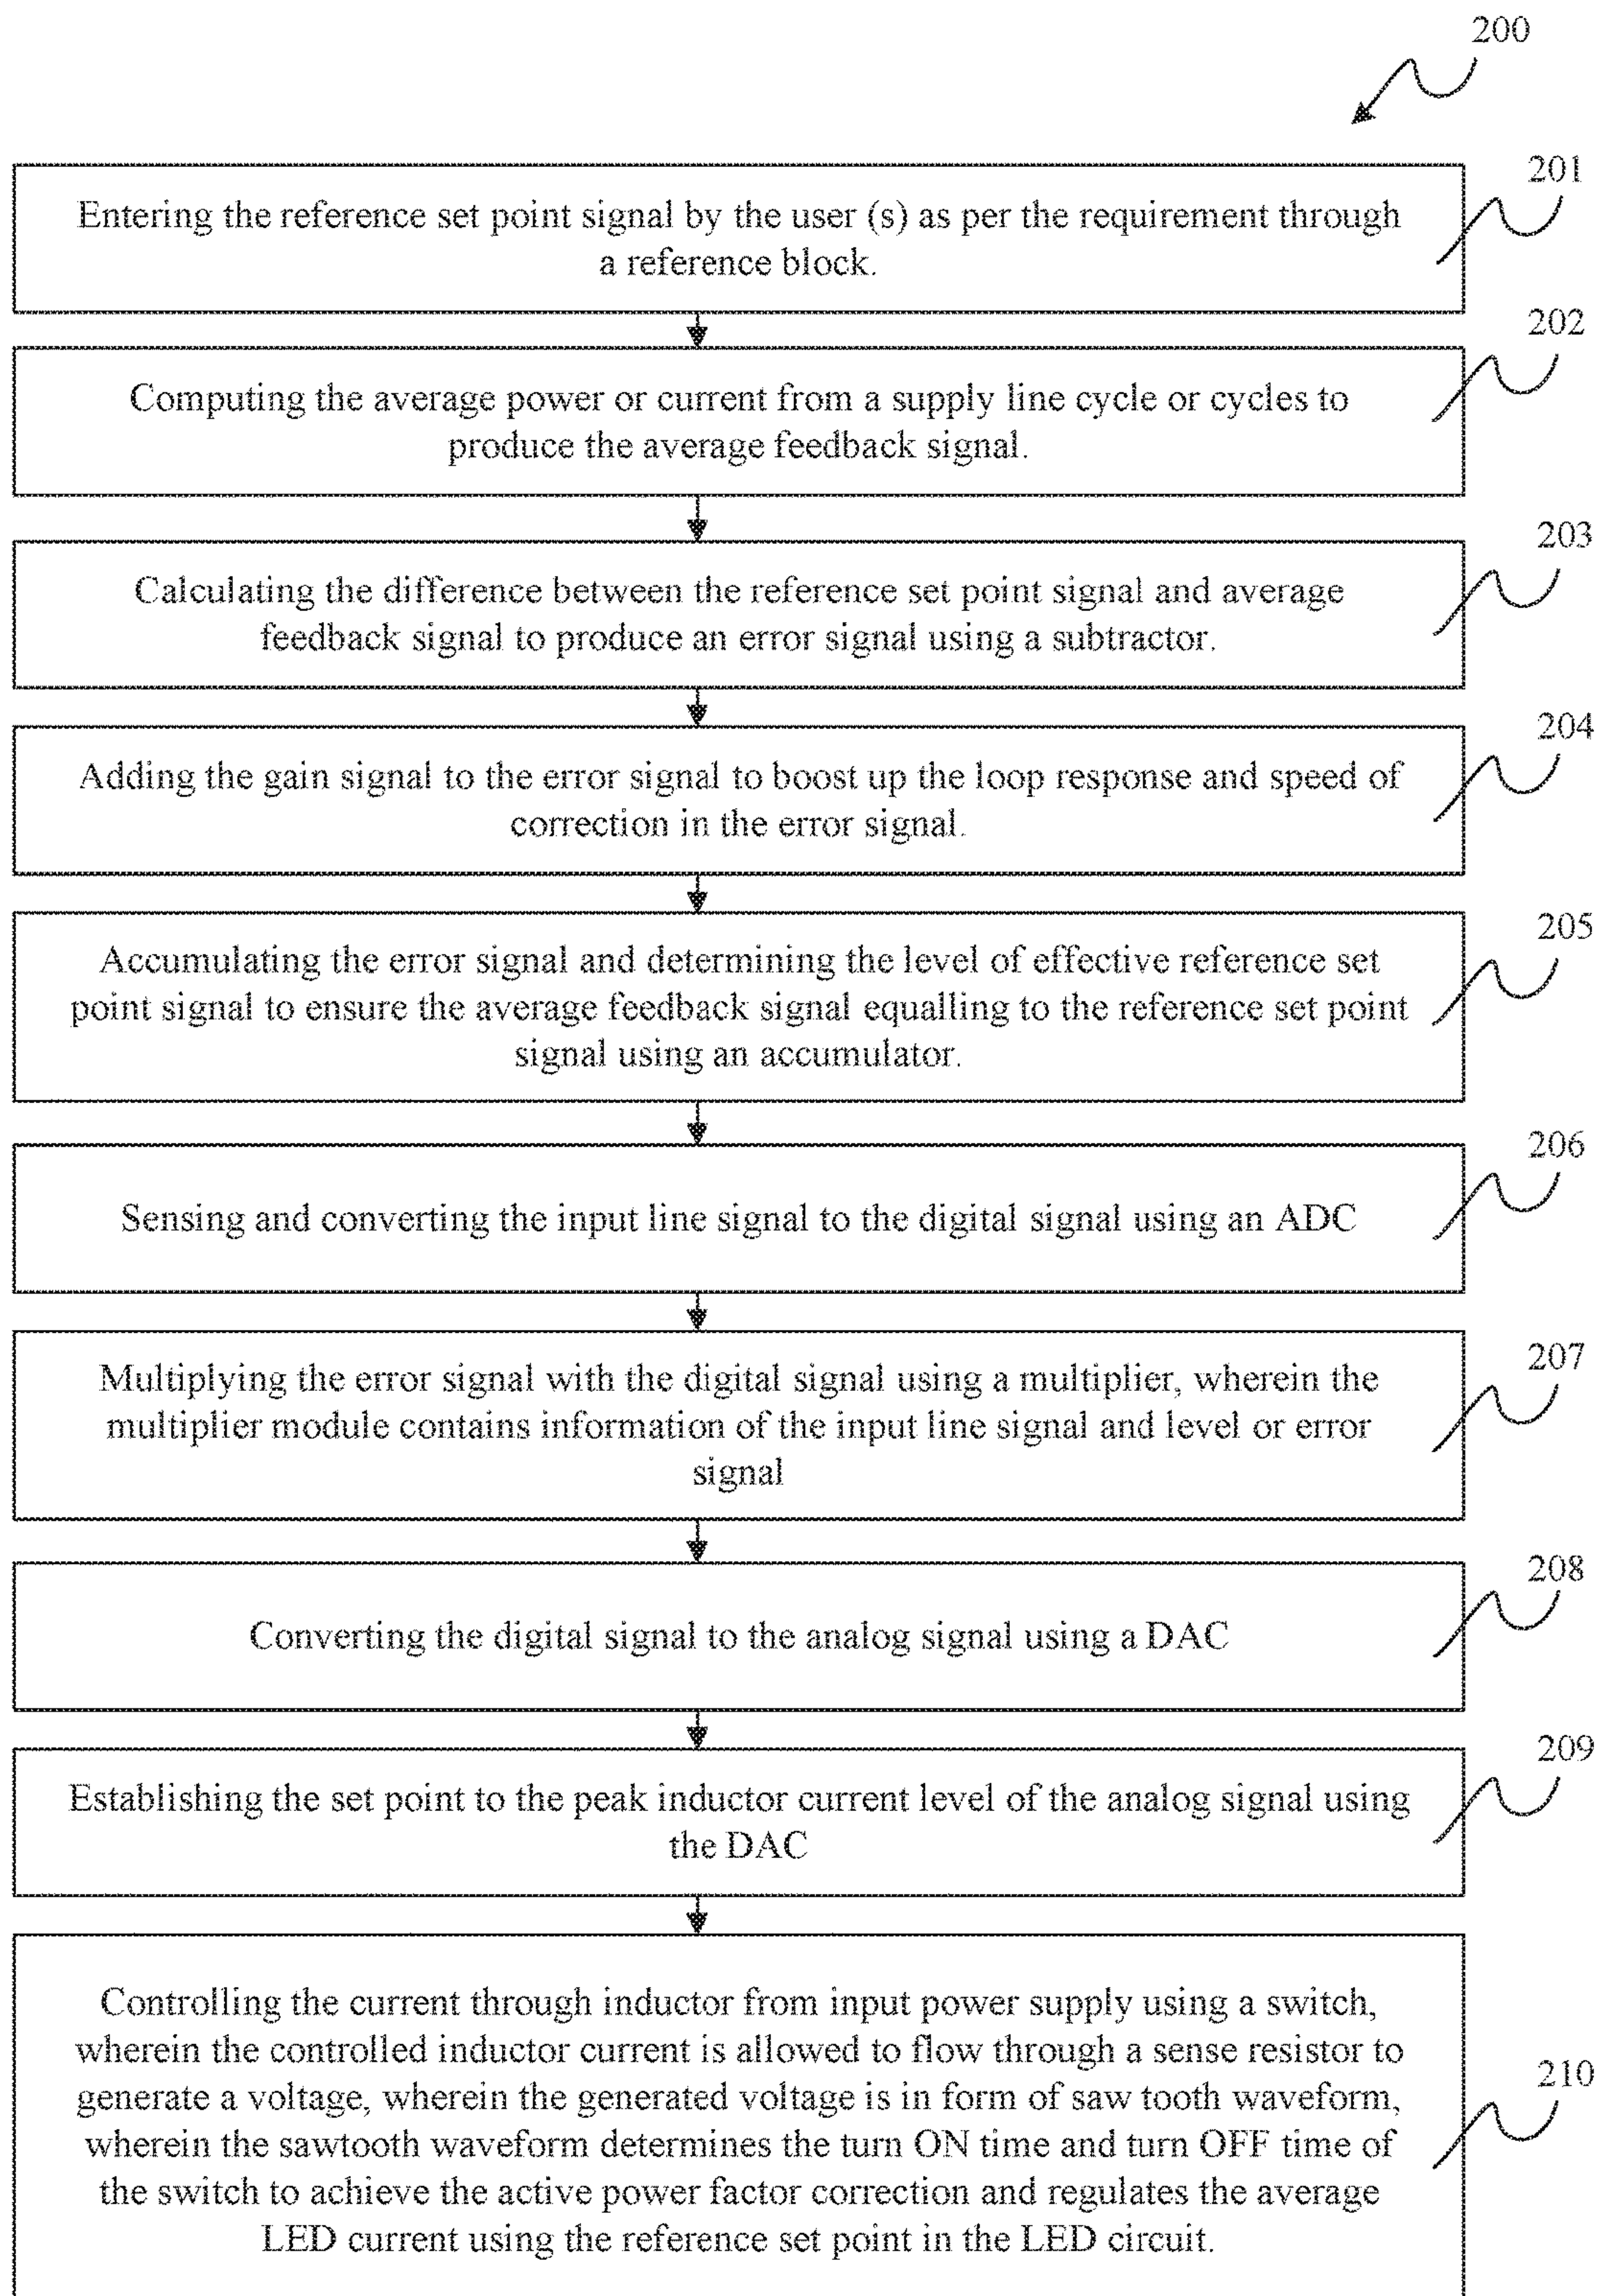 200
201
Entering the reference set point signal by the user (s) as per the requirement through
a reference block.
202
Computing the average power or current from a supply line cycle or cycles to
produce the average feedback signal.
203
Calculating the difference between the reference set point signal and average
feedback signal to produce an error signal using a subtractor.
204
Adding the gain signal to the error signal to boost up the loop response and speed of
correction in the error signal.
205
Accumulating the error signal and determining the level of effective reference set
point signal to ensure the average feedback signal equalling to the reference set point
signal using an accumulator.
206
Sensing and converting the input line signal to the digital signal using an ADC
207
Multiplying the error signal with the digital signal using a multiplier, wherein the
multiplier module contains information of the input line signal and level or error
signal
208
Converting the digital signal to the analog signal using a DAC
209
Establishing the set point to the peak inductor current level of the analog signal using
the DAC
210
Controlling the current through inductor from input power supply using a switch,
wherein the controlled inductor current is allowed to flow through a sense resistor to
generate a voltage, wherein the generated voltage is in form of saw tooth waveform,
wherein the sawtooth waveform determines the turn ON time and turn OFF time of
the switch to achieve the active power factor correction and regulates the average
LED current using the reference set point in the LED circuit.